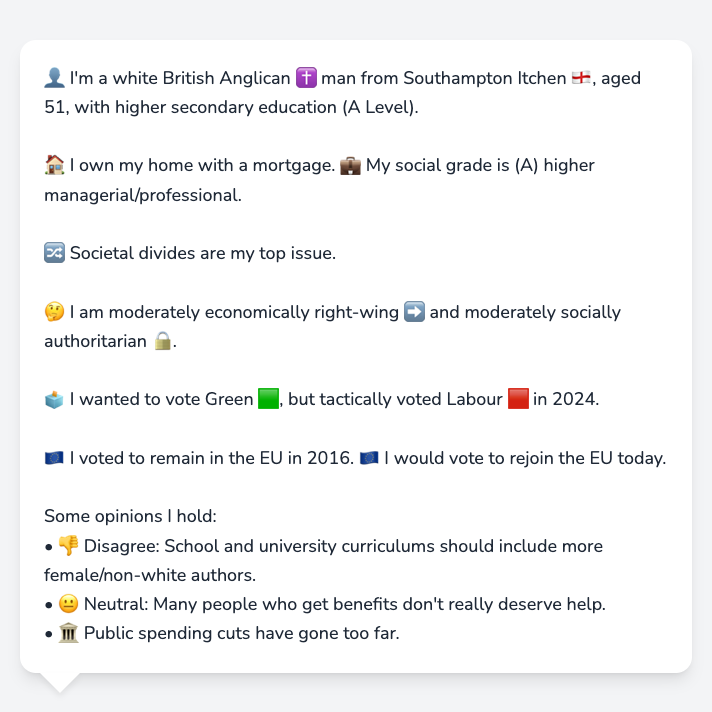 👤 I'm a white British Anglican ✝️ man from Southampton Itchen 🏴󠁧󠁢󠁥󠁮󠁧󠁿, aged
51, with higher secondary education (A Level).
🏠 I own my home with a mortgage. 💼 My social grade is (A) higher
managerial/professional.
🔀 Societal divides are my top issue.
🤔 I am moderately economically right-wing ➡️ and moderately socially
authoritarian 🔒.
🗳️ I wanted to vote Green 🟩, but tactically voted Labour 🟥 in 2024.
🇪🇺 I voted to remain in the EU in 2016. 🇪🇺 I would vote to rejoin the EU today.
Some opinions I hold:
• 👎 Disagree: School and university curriculums should include more
female/non-white authors.
• 😐 Neutral: Many people who get benefits don't really deserve help.
• 🏛️ Public spending cuts have gone too far.